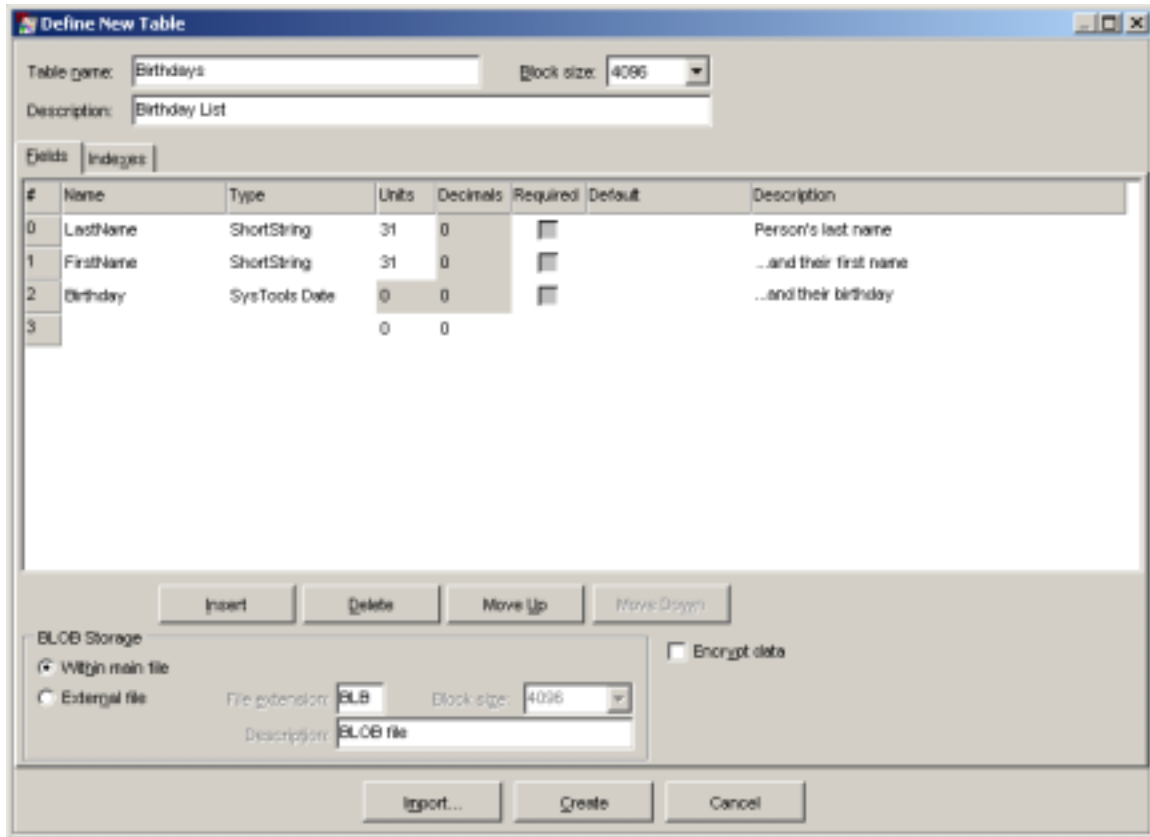 Define New Table
Table name: Birthdays Block size: 4096
Description: Birthday List
Fields Indexes
# Name Type Units Decimals Required Default Description
0 LastName ShortString 31 0 Person's last name
1 FirstName ShortString 31 0 ...and their first name
2 Birthday SysTools Date 0 0 ...and their birthday
3 0 0
Insert Delete Move Up Move Down
BLOB Storage
Within main file
Encrypt data
External file File extension: BLB Block size: 4096
Description: BLOB file
Import... Create Cancel